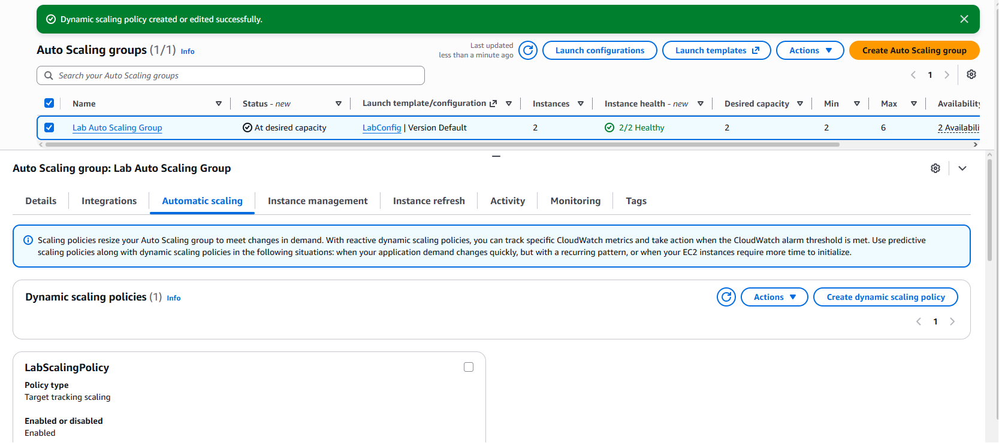 Dynamic scaling policy created or edited successfully.
Auto Scaling groups (1/1) Info
Last updated
less than a minute ago
Launch configurations
Launch templates
Actions
Create Auto Scaling group
Search your Auto Scaling groups
1
Name Status - new Launch template/configuration Instances Instance health - new Desired capacity Min Max Availability
Lab Auto Scaling Group At desired capacity LabConfig | Version Default 2 2/2 Healthy 2 2 6 2 Availabili
Auto Scaling group: Lab Auto Scaling Group
Details Integrations Automatic scaling Instance management Instance refresh Activity Monitoring Tags
Scaling policies resize your Auto Scaling group to meet changes in demand. With reactive dynamic scaling policies, you can track specific CloudWatch metrics and take action when the CloudWatch alarm threshold is met. Use predictive
scaling policies along with dynamic scaling policies in the following situations: when your application demand changes quickly, but with a recurring pattern, or when your EC2 instances require more time to initialize.
Dynamic scaling policies (1) Info
Actions
Create dynamic scaling policy
1
LabScalingPolicy
Policy type
Target tracking scaling
Enabled or disabled
Enabled